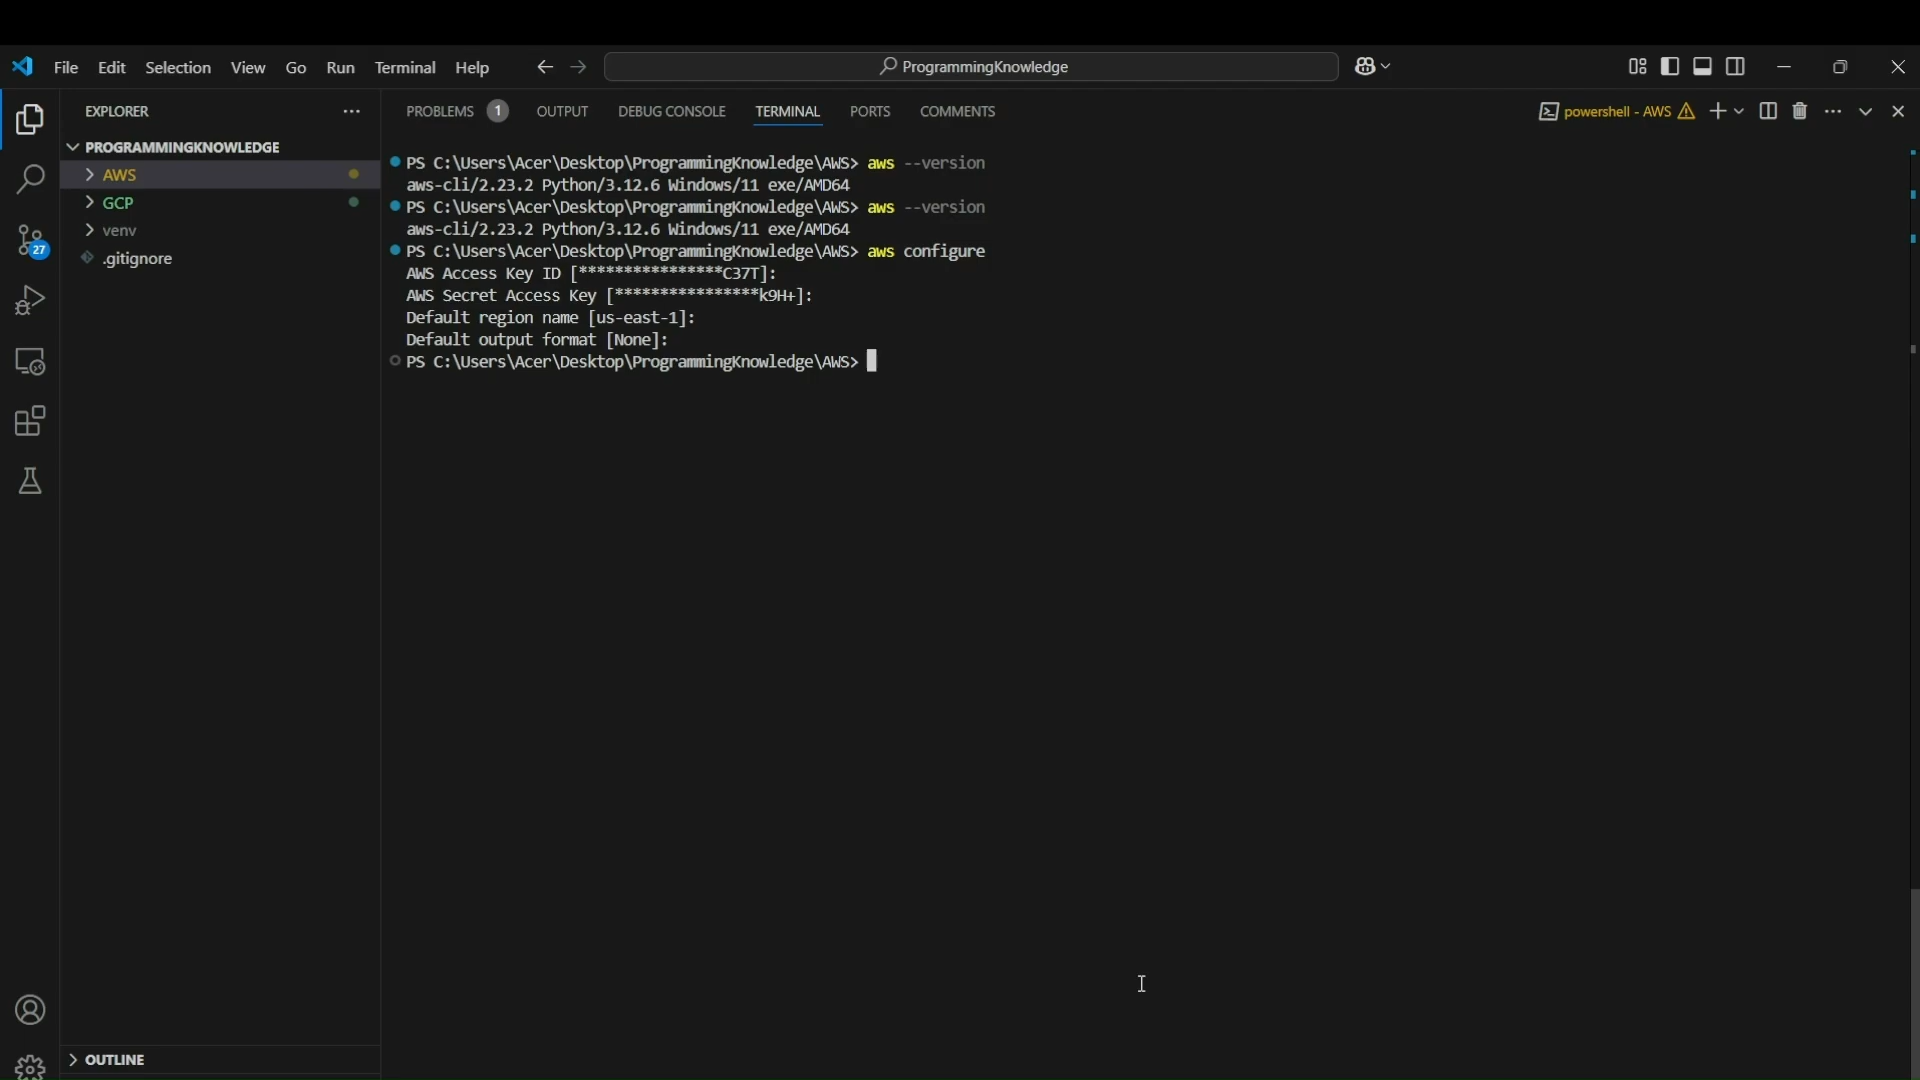 File Edit Selection View Go Run Terminal Help ProgrammingKnowledge
EXPLORER
PROGRAMMINGKNOWLEDGE
AWS
GCP
venv
.gitignore
27
OUTLINE
PROBLEMS 1 OUTPUT DEBUG CONSOLE TERMINAL PORTS COMMENTS powershell - AWS
PS C:\Users\Acer\Desktop\ProgrammingKnowledge\AWS> aws --version
aws-cli/2.23.2 Python/3.12.6 Windows/11 exe/AMD64
PS C:\Users\Acer\Desktop\ProgrammingKnowledge\AWS> aws --version
aws-cli/2.23.2 Python/3.12.6 Windows/11 exe/AMD64
PS C:\Users\Acer\Desktop\ProgrammingKnowledge\AWS> aws configure
AWS Access Key ID [****************C37T]:
AWS Secret Access Key [****************k9H+]:
Default region name [us-east-1]:
Default output format [None]:
PS C:\Users\Acer\Desktop\ProgrammingKnowledge\AWS>